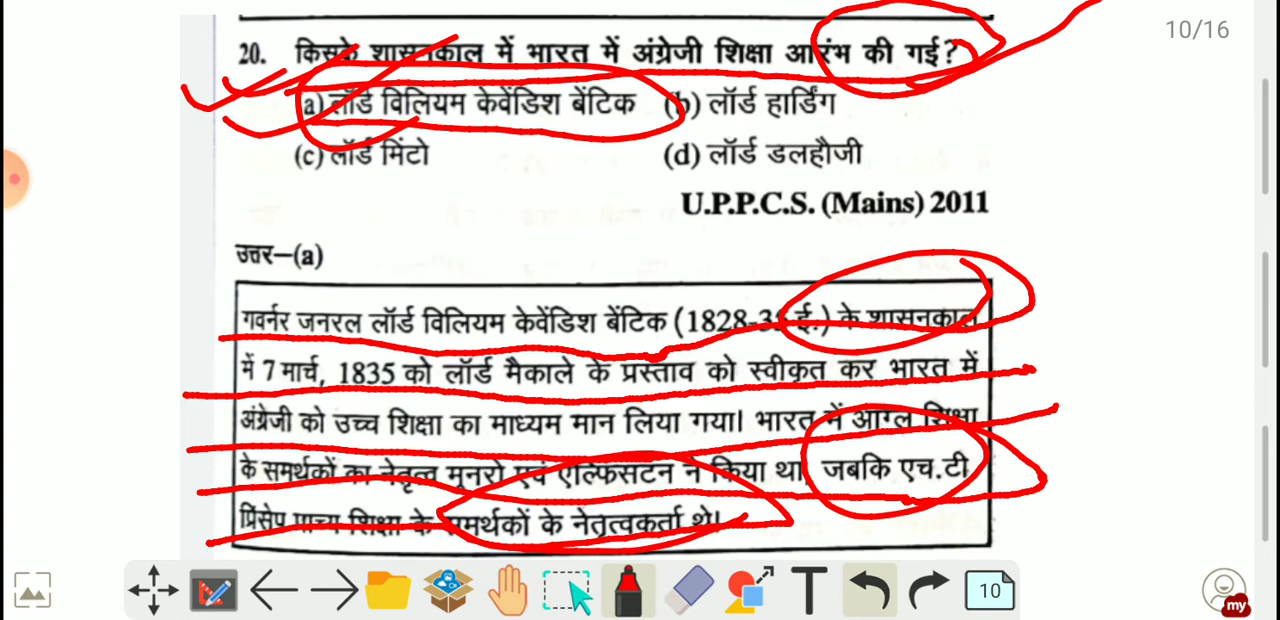 10/16
20. किसके शासनकाल में भारत में अंग्रेजी शिक्षा आरंभ की गई?
(a) लॉर्ड विलियम केवेंडिश बेंटिक (b) लॉर्ड हार्डिंग
(c) लॉर्ड मिंटो (d) लॉर्ड डलहौजी
U.P.P.C.S. (Mains) 2011
उत्तर–(a)
गवर्नर जनरल लॉर्ड विलियम केवेंडिश बेंटिक (1828-35 ई.) के शासनकाल
में 7 मार्च, 1835 को लॉर्ड मैकाले के प्रस्ताव को स्वीकृत कर भारत में
अंग्रेजी को उच्च शिक्षा का माध्यम मान लिया गया। भारत में आंग्ल शिक्षा
के समर्थकों का नेतृत्व मूनरो एवं एल्फिंसटन ने किया था, जबकि एच.टी
प्रिंसेप प्राच्य शिक्षा के समर्थकों के नेतृत्वकर्ता थे।
T 10 my